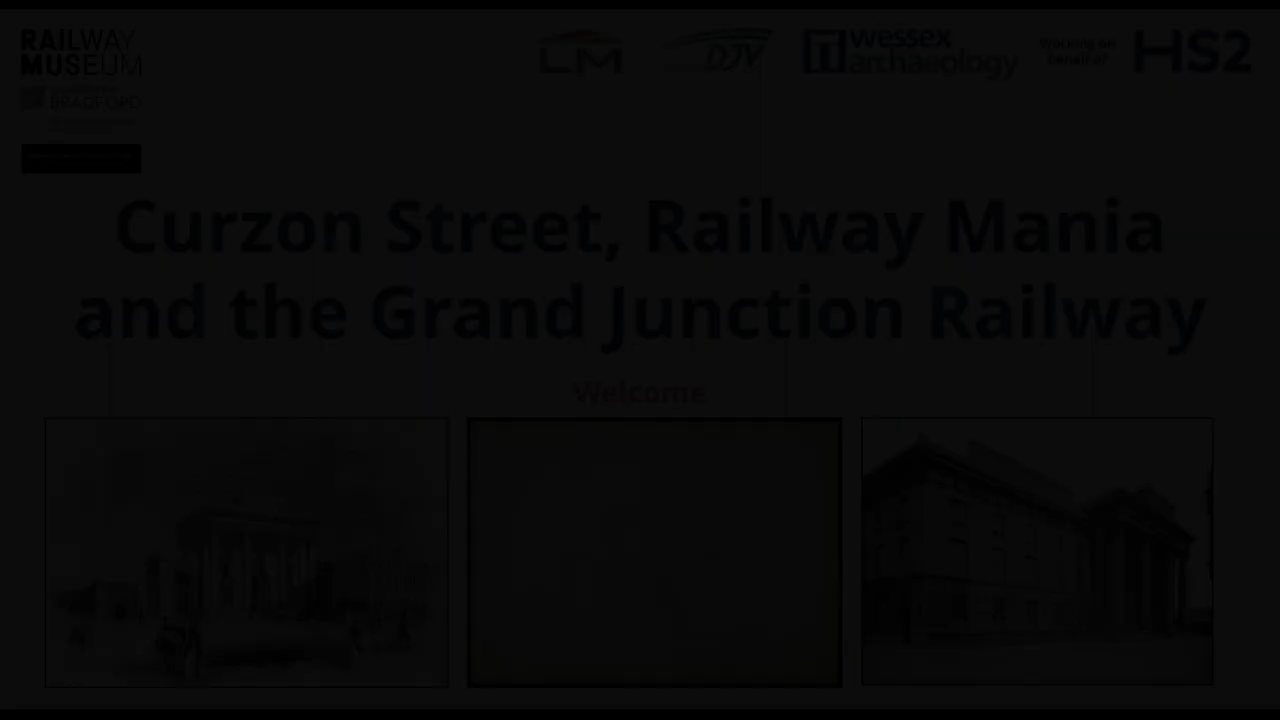 RAILWAY
MUSEUM
BRADFORD
LM
DJV
wessex
archaeology
Working on
behalf of
HS2
Curzon Street, Railway Mania
and the Grand Junction Railway
Welcome